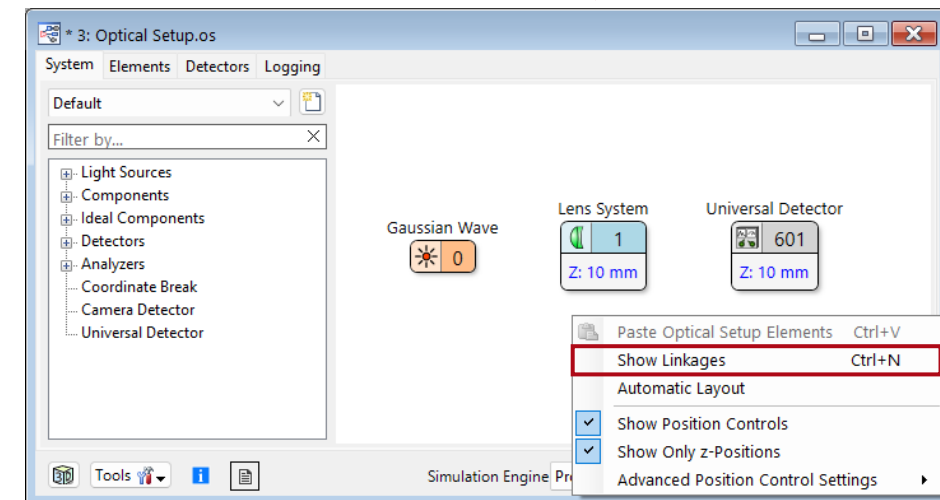 * 3: Optical Setup.os
System Elements Detectors Logging
Default
Filter by...
Light Sources
Components
Ideal Components
Detectors
Analyzers
Coordinate Break
Camera Detector
Universal Detector
Gaussian Wave
0
Lens System
1
Z: 10 mm
Universal Detector
601
Z: 10 mm
Paste Optical Setup Elements Ctrl+V
Show Linkages Ctrl+N
Automatic Layout
Show Position Controls
Show Only z-Positions
Advanced Position Control Settings
3D
Tools
Simulation Engine